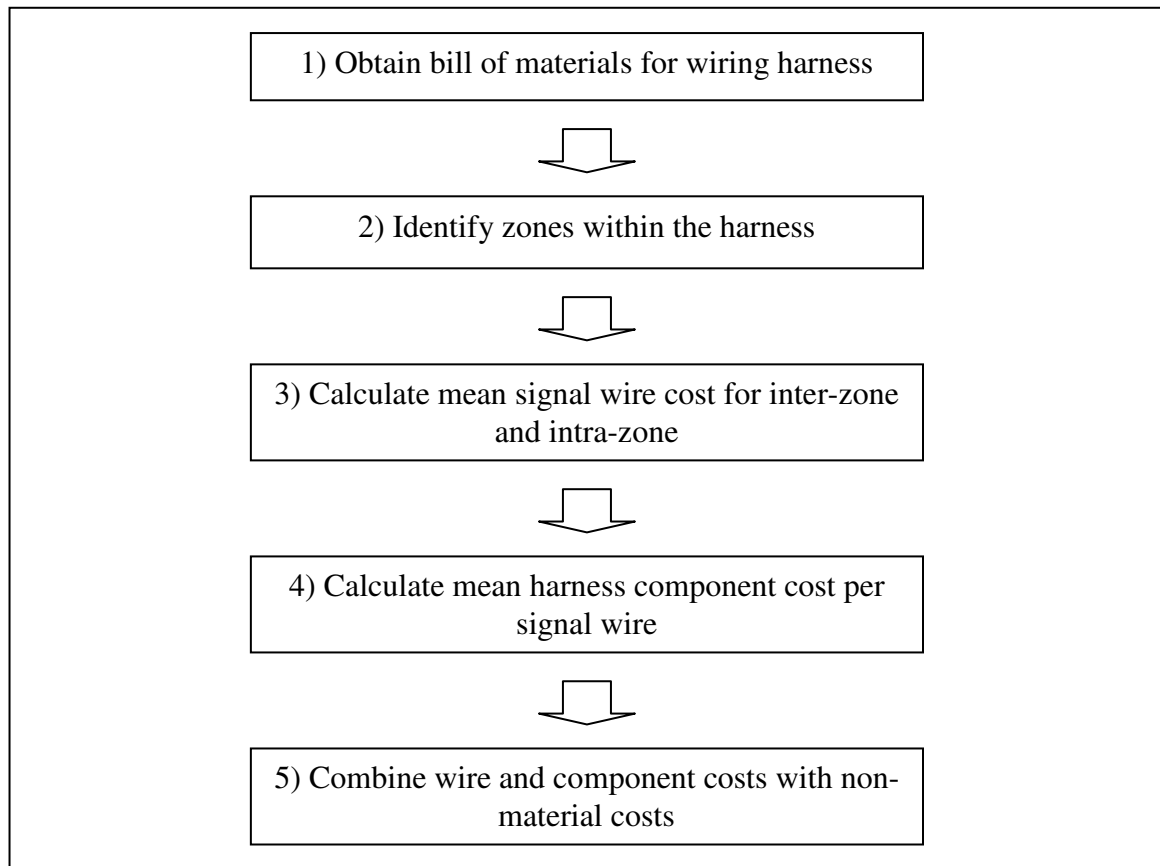 1) Obtain bill of materials for wiring harness
2) Identify zones within the harness
3) Calculate mean signal wire cost for inter-zone
and intra-zone
4) Calculate mean harness component cost per
signal wire
5) Combine wire and component costs with non-
material costs